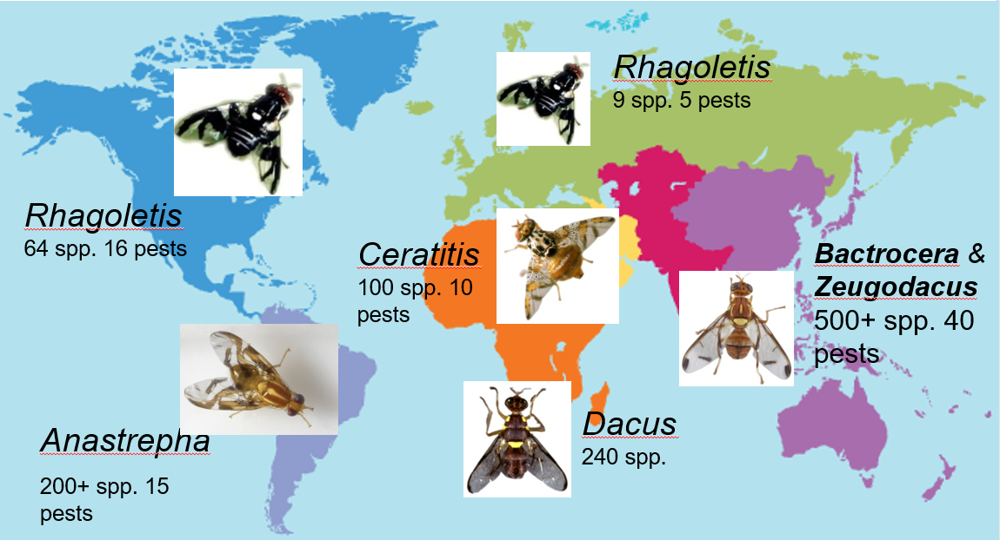 Rhagoletis
9 spp. 5 pests
Rhagoletis
64 spp. 16 pests
Ceratitis
100 spp. 10
pests
Bactrocera &
Zeugodacus
500+ spp. 40
pests
Anastrepha
200+ spp. 15
pests
Dacus
240 spp.